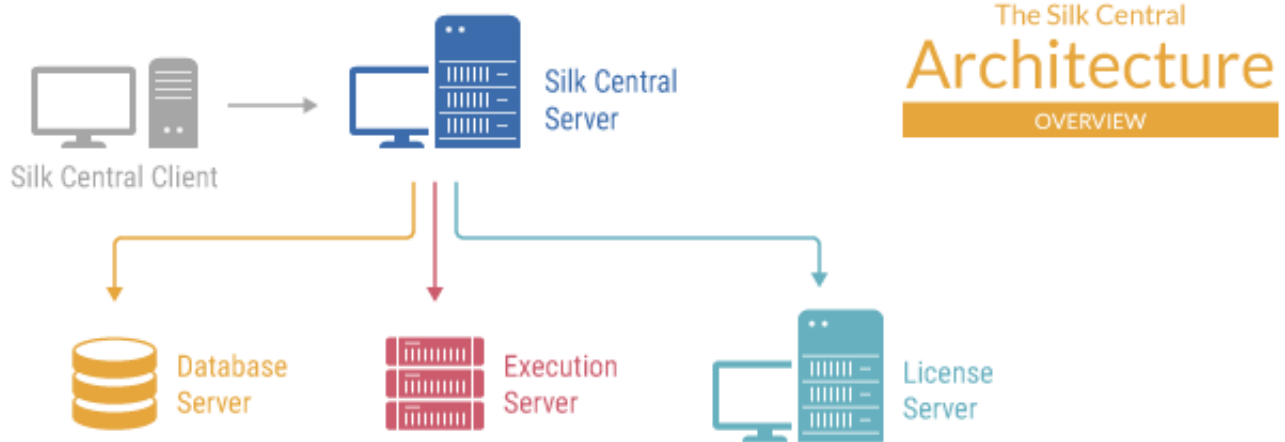 The Silk Central
Architecture
OVERVIEW
Silk Central
Server
Silk Central Client
Database
Server
Execution
Server
License
Server